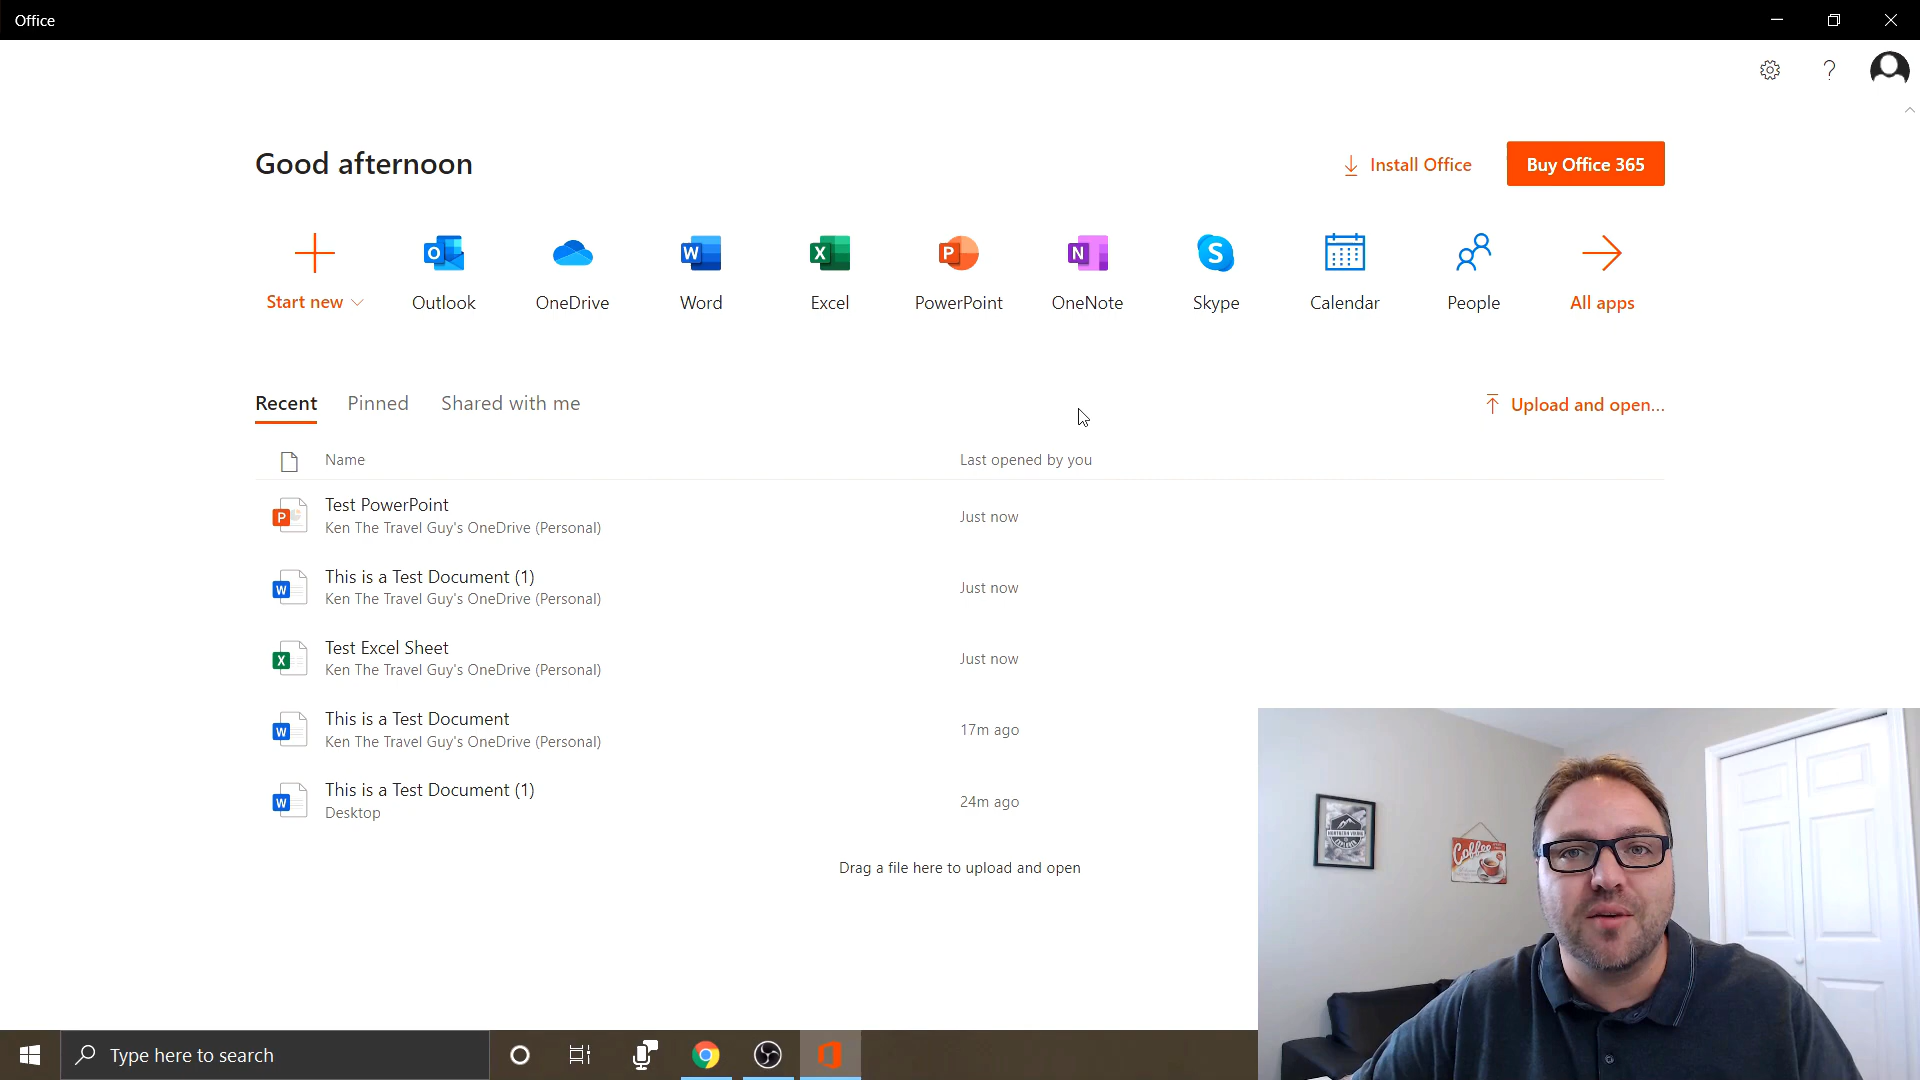 Office
Good afternoon
Install Office
Buy Office 365
Start new
Outlook
OneDrive
Word
Excel
PowerPoint
OneNote
Skype
Calendar
People
All apps
Recent
Pinned
Shared with me
Upload and open...
Name
Last opened by you
Test PowerPoint
Ken The Travel Guy's OneDrive (Personal)
Just now
This is a Test Document (1)
Ken The Travel Guy's OneDrive (Personal)
Just now
Test Excel Sheet
Ken The Travel Guy's OneDrive (Personal)
Just now
This is a Test Document
Ken The Travel Guy's OneDrive (Personal)
17m ago
This is a Test Document (1)
Desktop
24m ago
Drag a file here to upload and open
NORTHERN VIKING
EXPLORER
Coffee
Type here to search